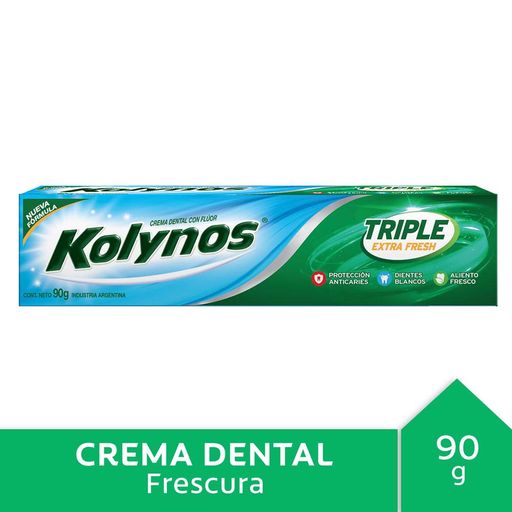 NUEVA
FÓRMULA
CREMA DENTAL CON FLÚOR
Kolynos®
CONT. NETO 90g INDUSTRIA ARGENTINA
TRIPLE
EXTRA FRESH
PROTECCIÓN
ANTICARIES
DIENTES
BLANCOS
ALIENTO
FRESCO
CREMA DENTAL
Frescura
90
g